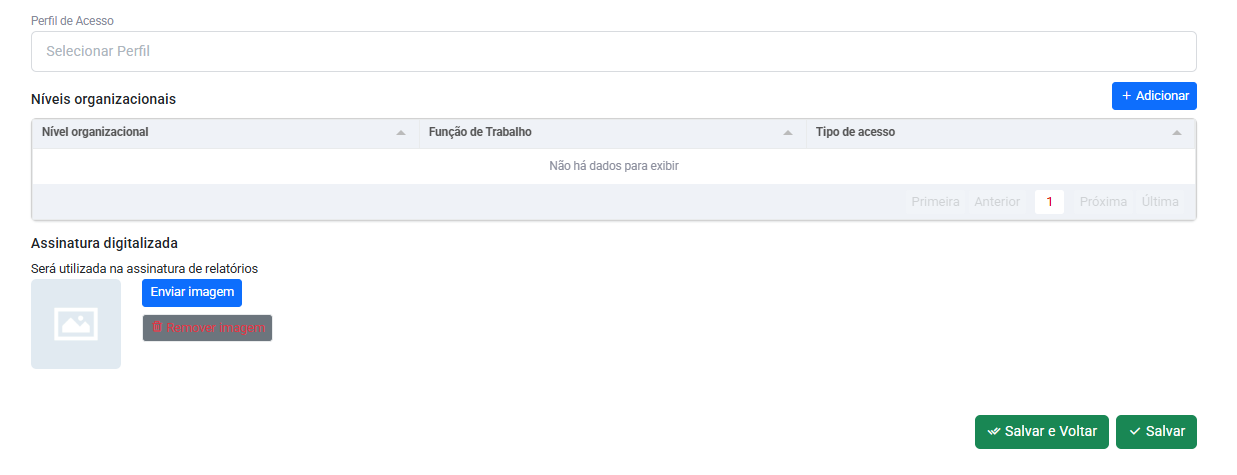 Perfil de Acesso
Selecionar Perfil
Níveis organizacionais
+ Adicionar
Nível organizacional Função de Trabalho Tipo de acesso
Não há dados para exibir
Primeira Anterior 1 Próxima Última
Assinatura digitalizada
Será utilizada na assinatura de relatórios
Enviar imagem
Remover imagem
Salvar e Voltar Salvar